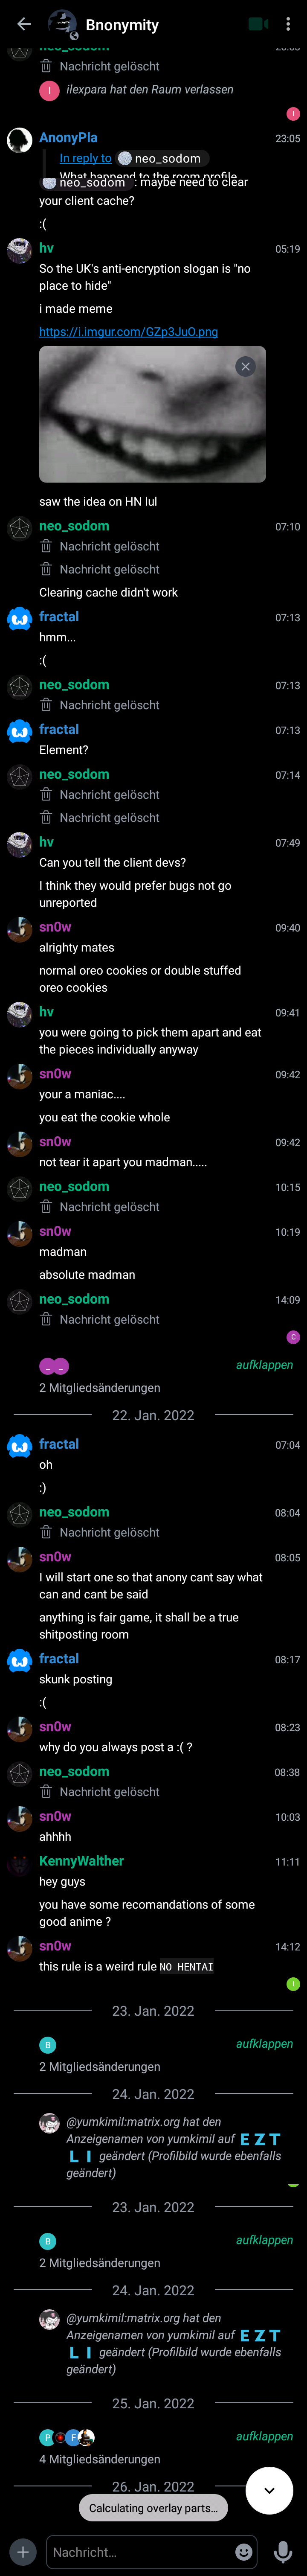 Bnonymity
neo_sodom
20:05
Nachricht gelöscht
ilexpara hat den Raum verlassen
AnonyPla
23:05
In reply to neo_sodom
What happend to the room profile
neo_sodom : maybe need to clear
your client cache?
:(
hv
05:19
So the UK's anti-encryption slogan is "no
place to hide"
i made meme
https://i.imgur.com/GZp3JuO.png
saw the idea on HN lul
neo_sodom
07:10
Nachricht gelöscht
Nachricht gelöscht
Clearing cache didn't work
fractal
07:13
hmm...
:(
neo_sodom
07:13
Nachricht gelöscht
fractal
07:13
Element?
neo_sodom
07:14
Nachricht gelöscht
Nachricht gelöscht
hv
07:49
Can you tell the client devs?
I think they would prefer bugs not go
unreported
sn0w
09:40
alrighty mates
normal oreo cookies or double stuffed
oreo cookies
hv
09:41
you were going to pick them apart and eat
the pieces individually anyway
sn0w
09:42
your a maniac....
you eat the cookie whole
sn0w
09:42
not tear it apart you madman.....
neo_sodom
10:15
Nachricht gelöscht
sn0w
10:19
madman
absolute madman
neo_sodom
14:09
Nachricht gelöscht
C
aufklappen
2 Mitgliedsänderungen
22. Jan. 2022
fractal
07:04
oh
:)
neo_sodom
08:04
Nachricht gelöscht
sn0w
08:05
I will start one so that anony cant say what
can and cant be said
anything is fair game, it shall be a true
shitposting room
fractal
08:17
skunk posting
:(
sn0w
08:23
why do you always post a :( ?
neo_sodom
08:38
Nachricht gelöscht
sn0w
10:03
ahhhh
KennyWalther
11:11
hey guys
you have some recomandations of some
good anime ?
sn0w
14:12
this rule is a weird rule NO HENTAI
23. Jan. 2022
B
aufklappen
2 Mitgliedsänderungen
24. Jan. 2022
@yumkimil:matrix.org hat den
Anzeigenamen von yumkimil auf E Z T
L I geändert (Profilbild wurde ebenfalls
geändert)
23. Jan. 2022
B
aufklappen
2 Mitgliedsänderungen
24. Jan. 2022
@yumkimil:matrix.org hat den
Anzeigenamen von yumkimil auf E Z T
L I geändert (Profilbild wurde ebenfalls
geändert)
25. Jan. 2022
P F
aufklappen
4 Mitgliedsänderungen
26. Jan. 2022
Calculating overlay parts...
Nachricht...